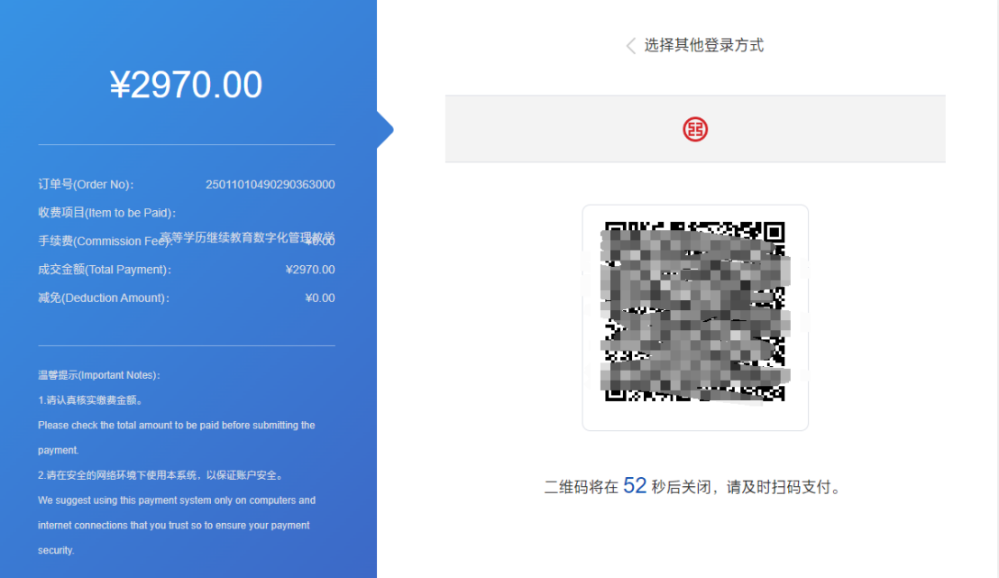 ¥2970.00
订单号(Order No): 25011010490290363000
收费项目(Item to be Paid):
高等学历继续教育数字化管理教学
手续费(Commission Fee): ¥0.00
成交金额(Total Payment): ¥2970.00
减免(Deduction Amount): ¥0.00
温馨提示(Important Notes):
1.请认真核实缴费金额。
Please check the total amount to be paid before submitting the
payment.
2.请在安全的网络环境下使用本系统，以保证账户安全。
We suggest using this payment system only on computers and
internet connections that you trust so to ensure your payment
security.
选择其他登录方式
二维码将在 52 秒后关闭，请及时扫码支付。